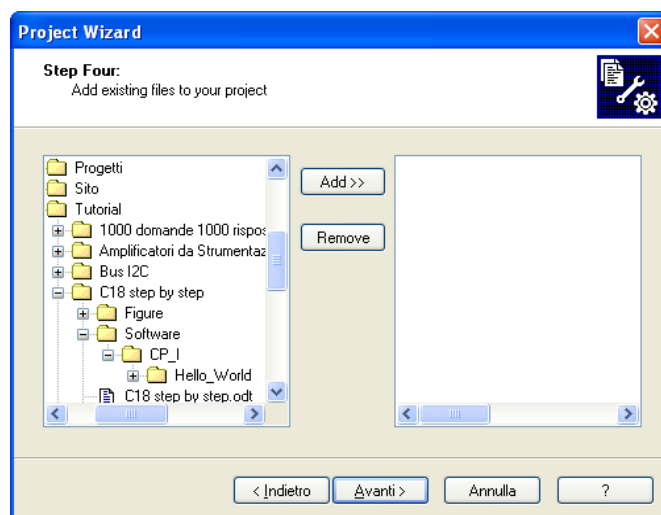 Project Wizard
Step Four:
Add existing files to your project
Progetti
Sito
Tutorial
1000 domande 1000 rispos
Amplificatori da Strumentaz
Bus I2C
C18 step by step
Figure
Software
CP_I
Hello_World
C18 step by step.odt
Add >>
Remove
< Indietro
Avanti >
Annulla
?